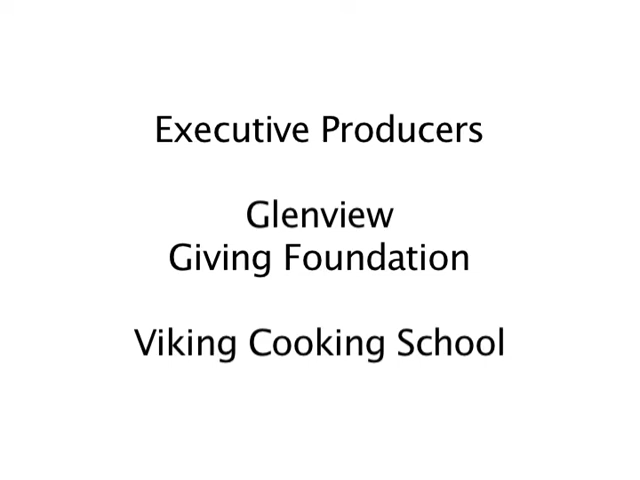 Executive Producers
Glenview
Giving Foundation
Viking Cooking School